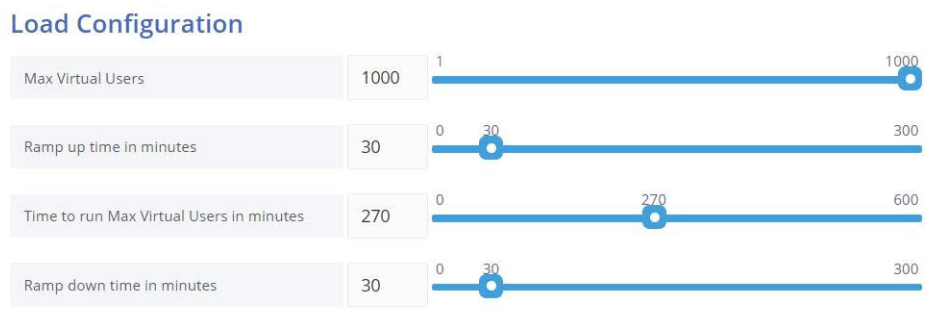 Load Configuration
Max Virtual Users 1000 1 1000
Ramp up time in minutes 30 0 30 300
Time to run Max Virtual Users in minutes 270 0 270 600
Ramp down time in minutes 30 0 30 300